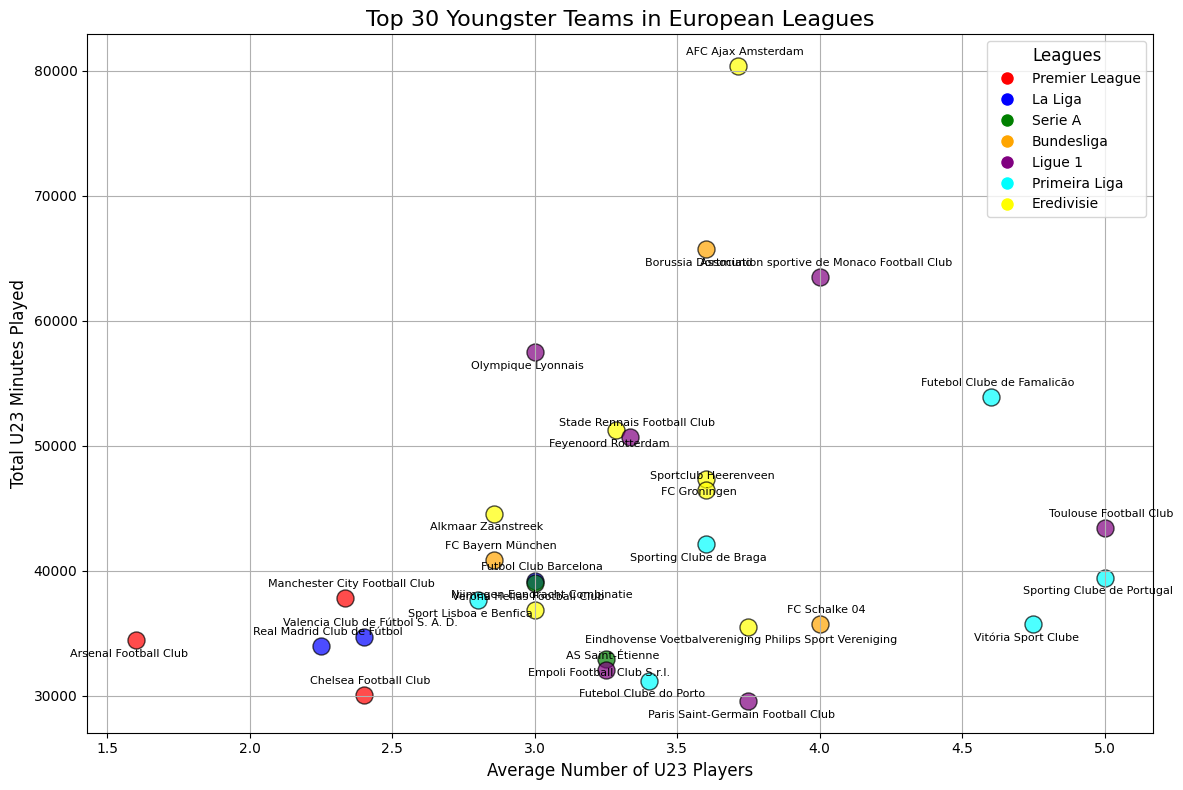 Top 30 Youngster Teams in European Leagues
AFC Ajax Amsterdam
Leagues
Premier League
La Liga
Serie A
Bundesliga
Ligue 1
Primeira Liga
Eredivisie
Borussia Dortmund
Association sportive de Monaco Football Club
Olympique Lyonnais
Futebol Clube de Famalicão
Stade Rennais Football Club
Feyenoord Rotterdam
Sportclub Heerenveen
FC Groningen
Toulouse Football Club
Alkmaar Zaanstreek
FC Bayern München
Sporting Clube de Braga
Futbol Club Barcelona
Manchester City Football Club
Nijmegen Eendracht Combinatie
Verona Hellas Football Club
Sporting Clube de Portugal
Sport Lisboa e Benfica
FC Schalke 04
Valencia Club de Fútbol S. A. D.
Real Madrid Club de Fútbol
Eindhovense Voetbalvereniging Philips Sport Vereniging
Vitória Sport Clube
Arsenal Football Club
AS Saint-Étienne
Empoli Football Club S.r.l.
Chelsea Football Club
Futebol Clube do Porto
Paris Saint-Germain Football Club
80000
70000
60000
50000
40000
30000
Total U23 Minutes Played
1.5 2.0 2.5 3.0 3.5 4.0 4.5 5.0
Average Number of U23 Players